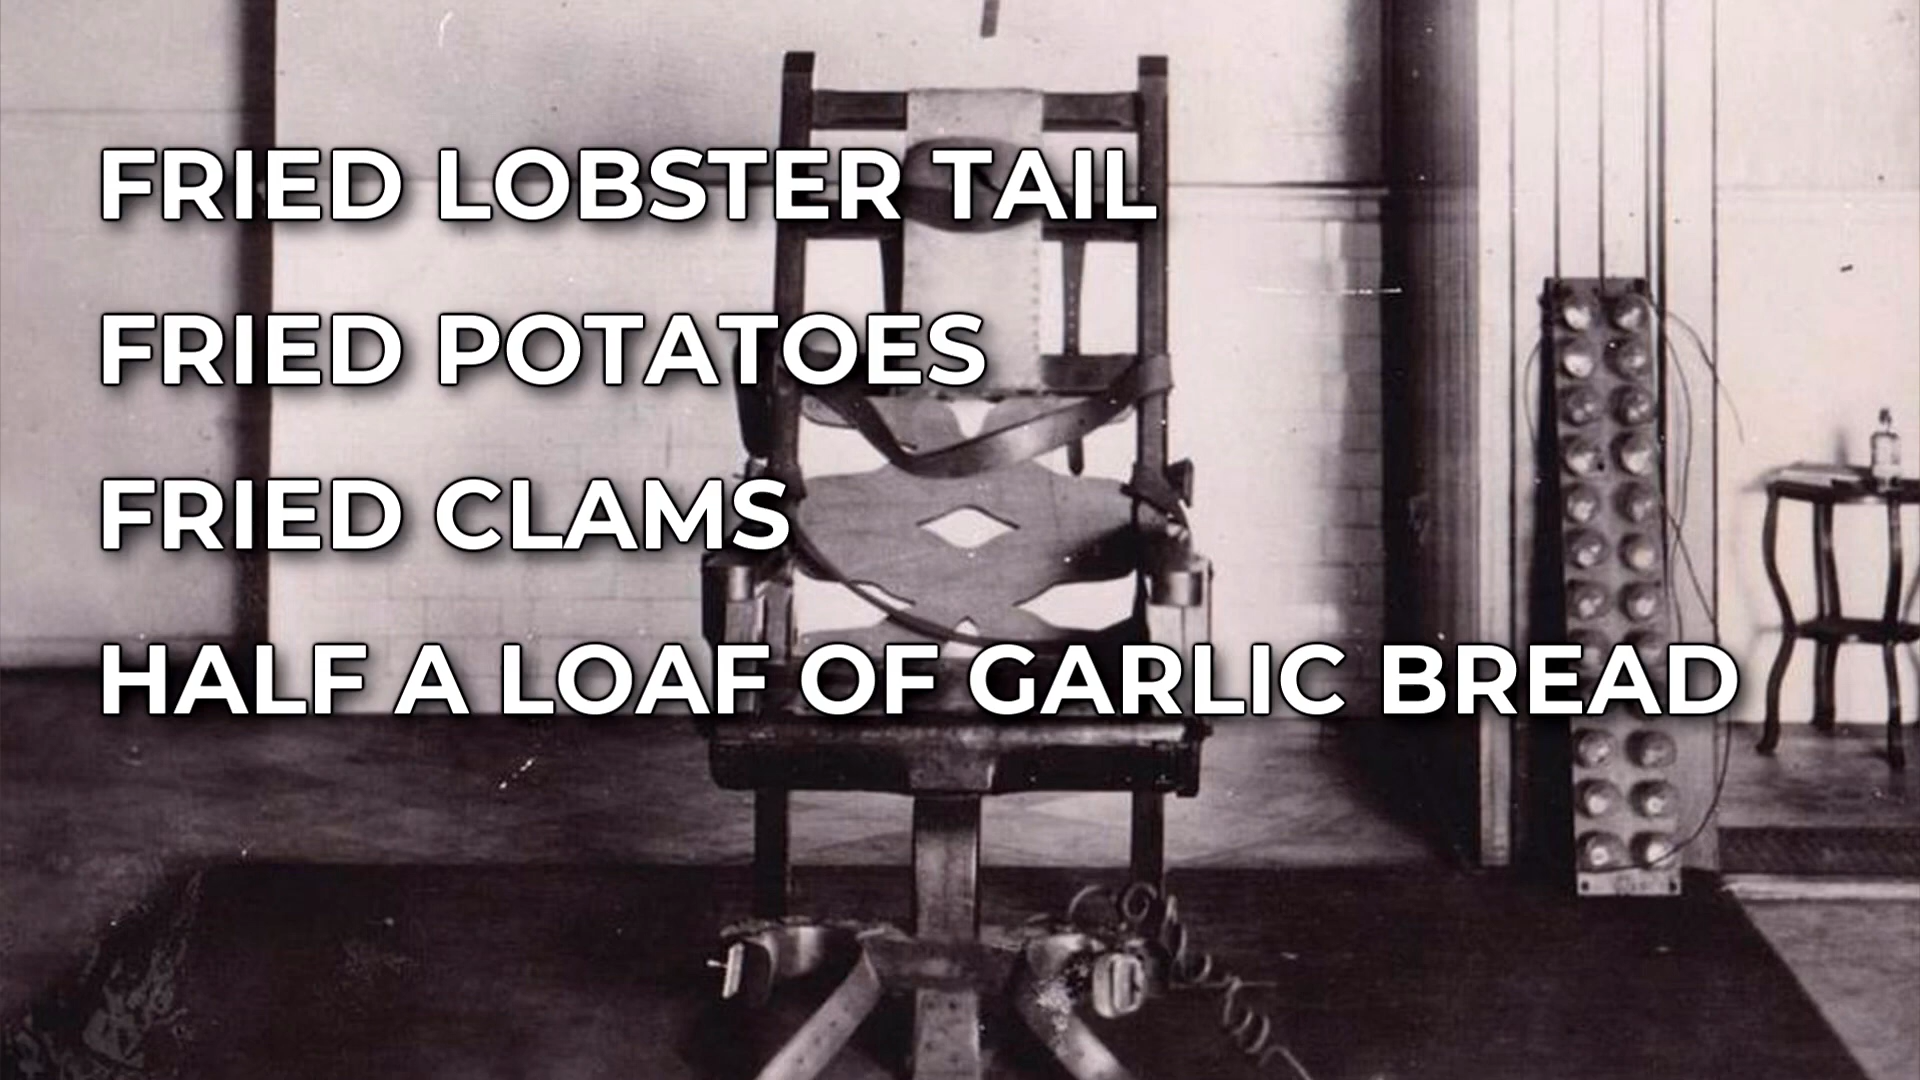 FRIED LOBSTER TAIL
FRIED POTATOES
FRIED CLAMS
HALF A LOAF OF GARLIC BREAD